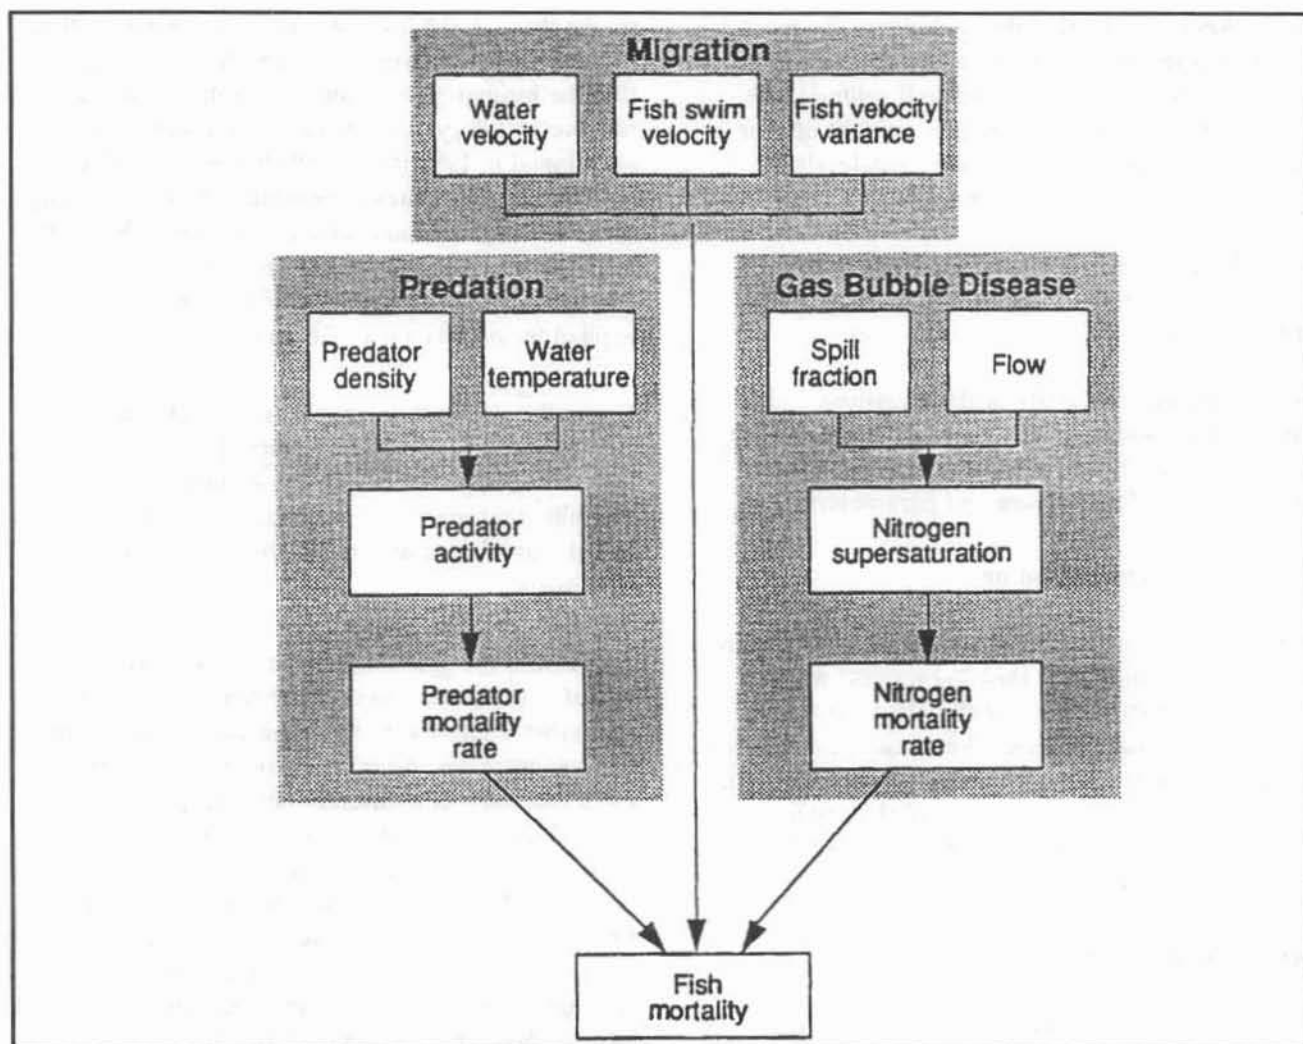 Migration
Water
velocity
Fish swim
velocity
Fish velocity
variance
Predation
Predator
density
Water
temperature
Predator
activity
Predator
mortality
rate
Gas Bubble Disease
Spill
fraction
Flow
Nitrogen
supersaturation
Nitrogen
mortality
rate
Fish
mortality